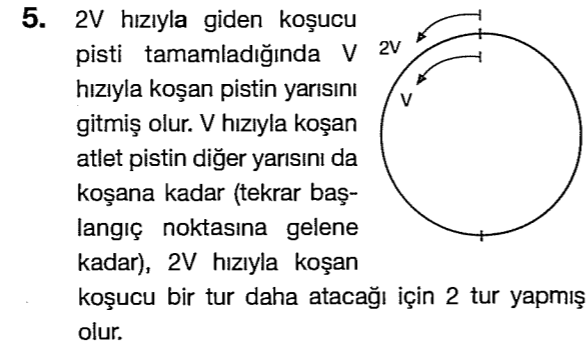 5. 2V hızıyla giden koşucu
pisti tamamladığında V
hızıyla koşan pistin yarısını
gitmiş olur. V hızıyla koşan
atlet pistin diğer yarısını da
koşana kadar (tekrar baş-
langıç noktasına gelene
kadar), 2V hızıyla koşan
koşucu bir tur daha atacağı için 2 tur yapmış
olur.
2V
V